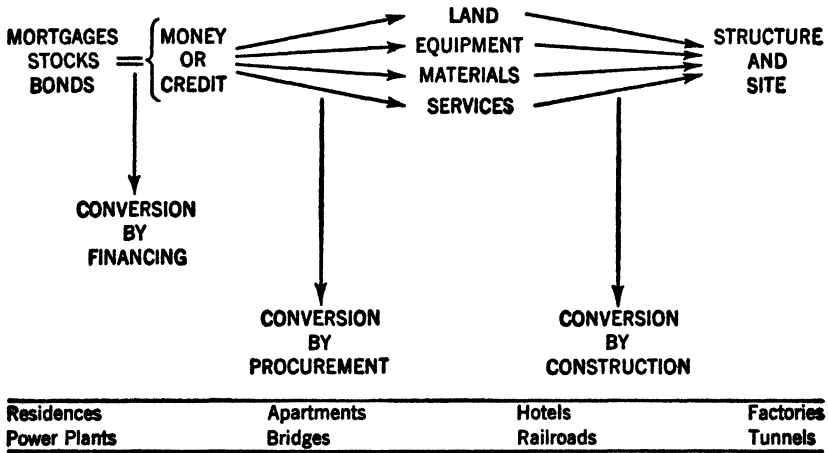 MORTGAGES
STOCKS
BONDS
=
MONEY
OR
CREDIT
LAND
EQUIPMENT
MATERIALS
SERVICES
STRUCTURE
AND
SITE
CONVERSION
BY
FINANCING
CONVERSION
BY
PROCUREMENT
CONVERSION
BY
CONSTRUCTION
Residences Apartments Hotels Factories
Power Plants Bridges Railroads Tunnels